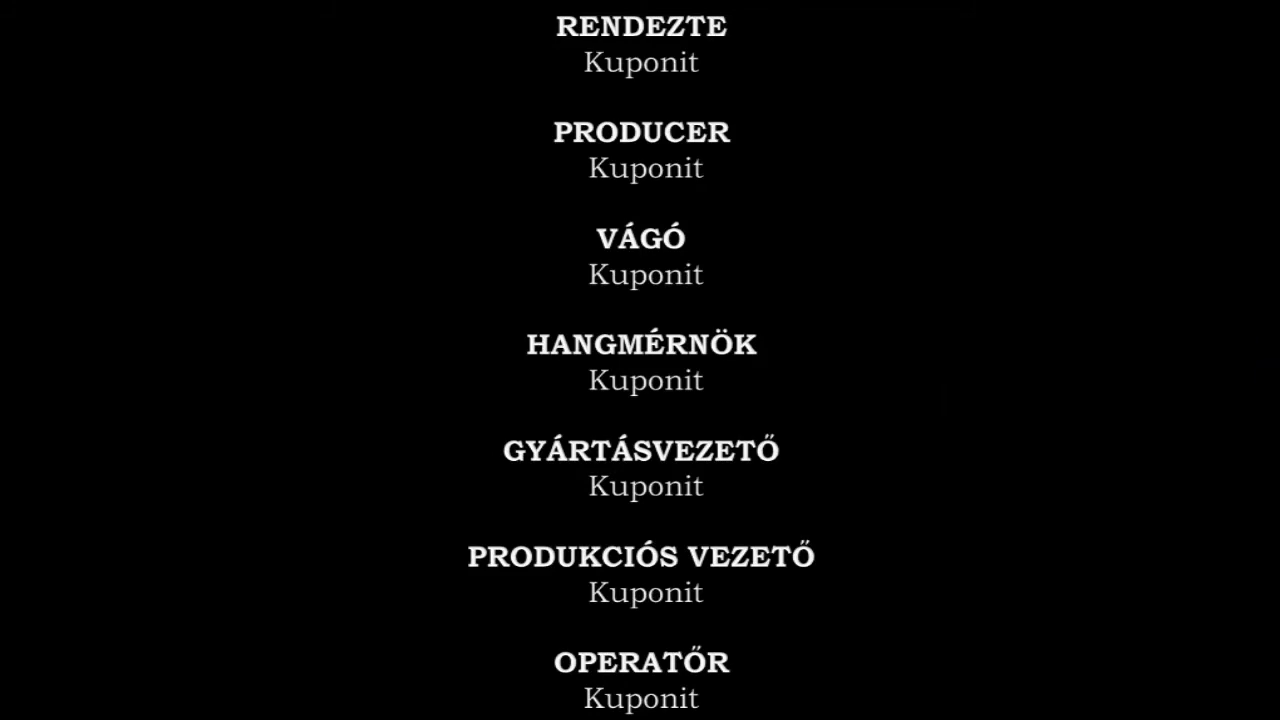 RENDEZTE
Kuponit
PRODUCER
Kuponit
VÁGÓ
Kuponit
HANGMÉRNÖK
Kuponit
GYÁRTÁSVEZETŐ
Kuponit
PRODUKCIÓS VEZETŐ
Kuponit
OPERATŐR
Kuponit